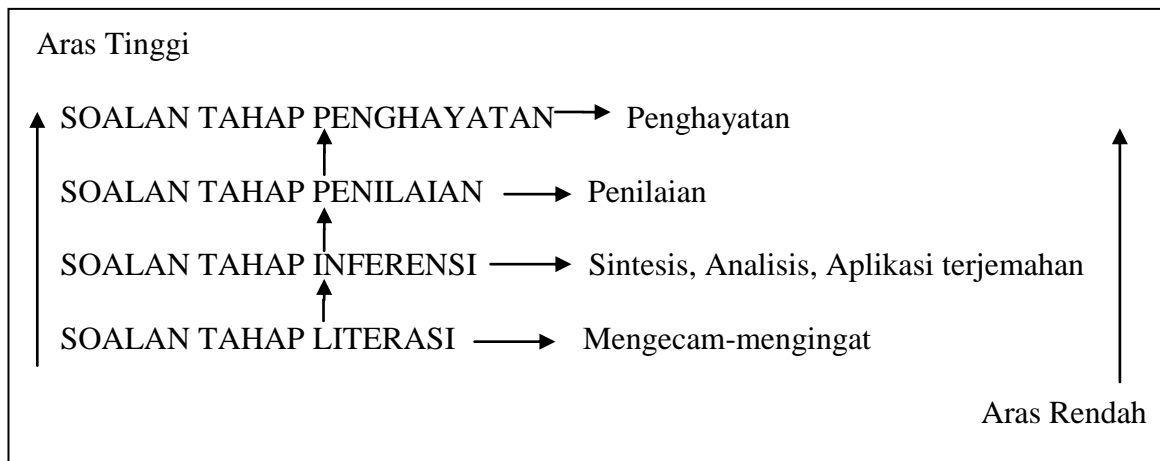 Aras Tinggi
SOALAN TAHAP PENGHAYATAN Penghayatan
SOALAN TAHAP PENILAIAN Penilaian
SOALAN TAHAP INFERENSI Sintesis, Analisis, Aplikasi terjemahan
SOALAN TAHAP LITERASI Mengecam-mengingat
Aras Rendah